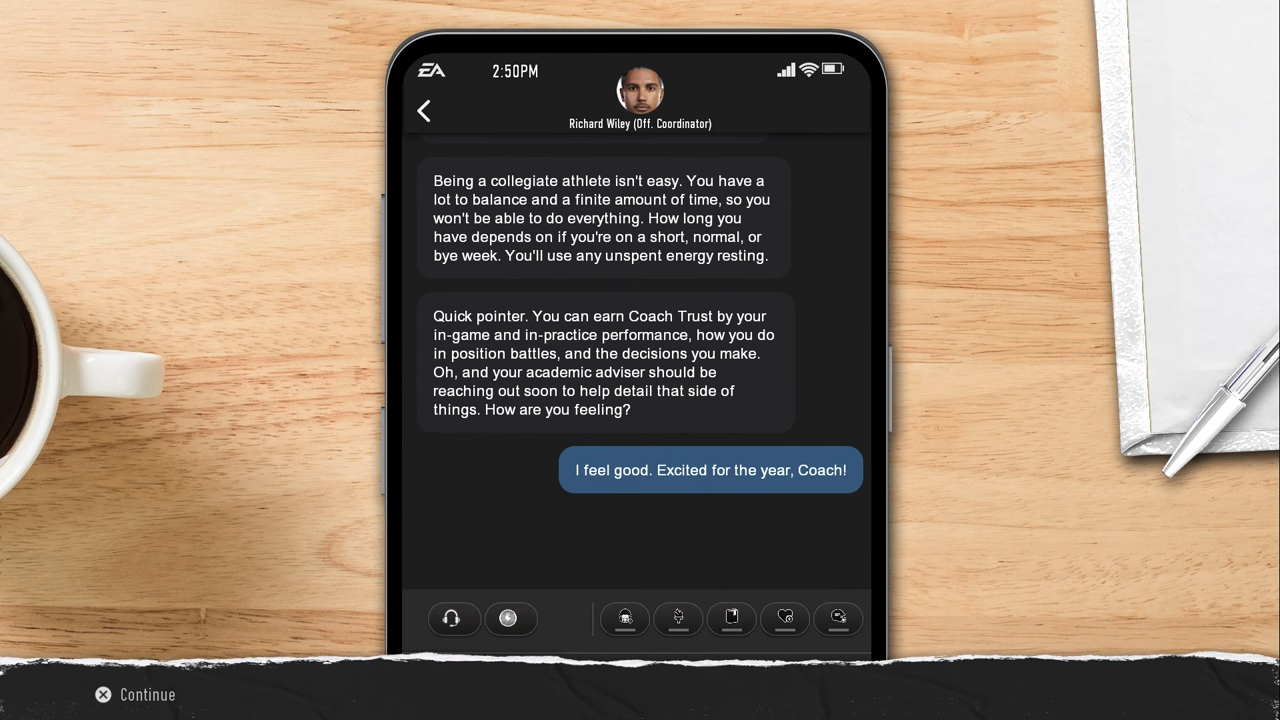 EA
2:50PM
Richard Wiley (Off. Coordinator)
Being a collegiate athlete isn't easy. You have a
lot to balance and a finite amount of time, so you
won't be able to do everything. How long you
have depends on if you're on a short, normal, or
bye week. You'll use any unspent energy resting.
Quick pointer. You can earn Coach Trust by your
in-game and in-practice performance, how you do
in position battles, and the decisions you make.
Oh, and your academic adviser should be
reaching out soon to help detail that side of
things. How are you feeling?
I feel good. Excited for the year, Coach!
Continue